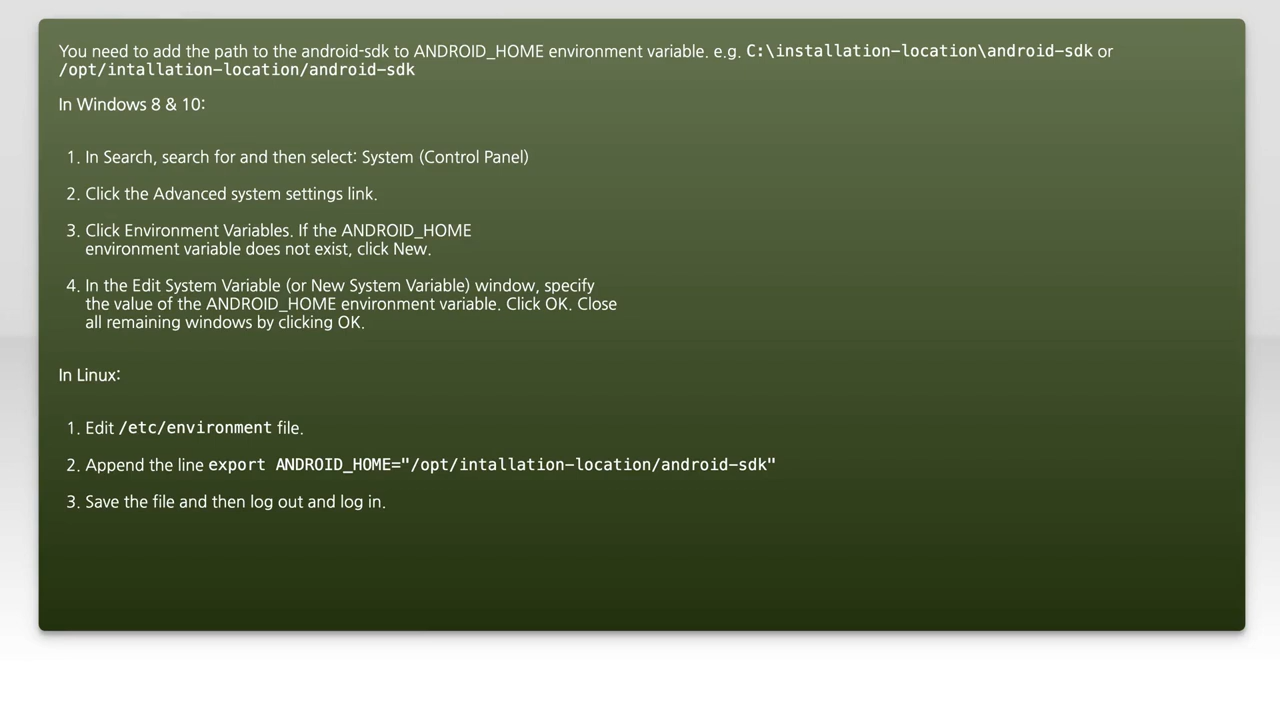 You need to add the path to the android-sdk to ANDROID_HOME environment variable. e.g. C:\installation-location\android-sdk or
/opt/intallation-location/android-sdk
In Windows 8 & 10:
1. In Search, search for and then select: System (Control Panel)
2. Click the Advanced system settings link.
3. Click Environment Variables. If the ANDROID_HOME
environment variable does not exist, click New.
4. In the Edit System Variable (or New System Variable) window, specify
the value of the ANDROID_HOME environment variable. Click OK. Close
all remaining windows by clicking OK.
In Linux:
1. Edit /etc/environment file.
2. Append the line export ANDROID_HOME="/opt/intallation-location/android-sdk"
3. Save the file and then log out and log in.